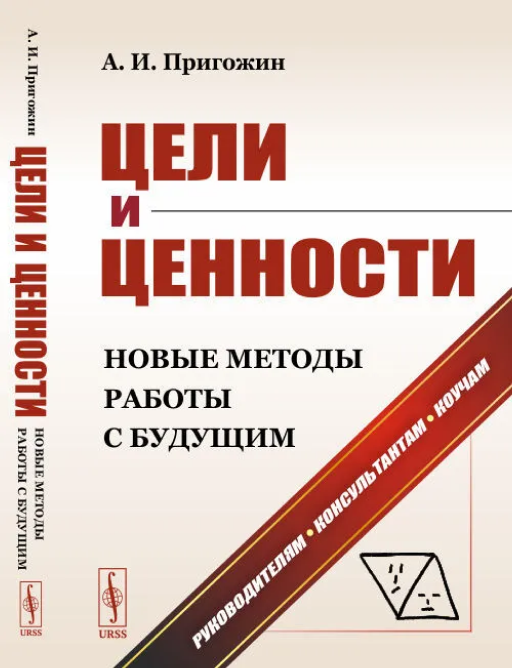 А. И. Пригожин
ЦЕЛИ И ЦЕННОСТИ
НОВЫЕ МЕТОДЫ
РАБОТЫ С БУДУЩИМ
URSS
А. И. Пригожин
ЦЕЛИ
И
ЦЕННОСТИ
НОВЫЕ МЕТОДЫ
РАБОТЫ
С БУДУЩИМ
РУКОВОДИТЕЛЯМ • КОНСУЛЬТАНТАМ • КОУЧАМ
URSS